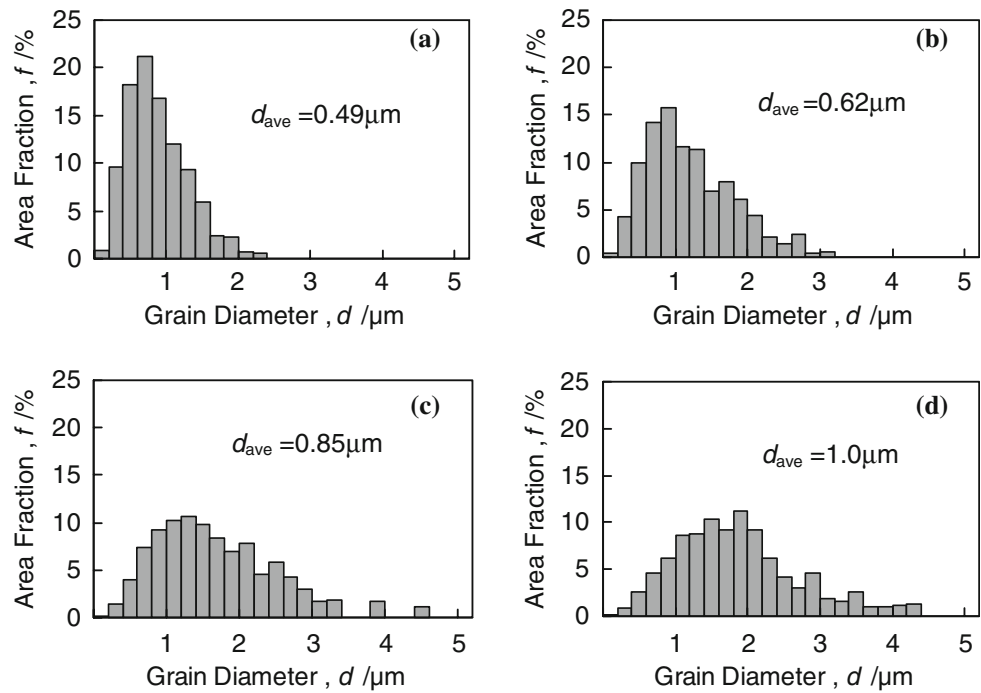 (a)
Area Fraction , f /%
25
20
15
10
5
0
d_ave =0.49μm
1 2 3 4 5
Grain Diameter , d /μm
(b)
Area Fraction , f /%
25
20
15
10
5
0
d_ave =0.62μm
1 2 3 4 5
Grain Diameter , d /μm
(c)
Area Fraction , f /%
25
20
15
10
5
0
d_ave =0.85μm
1 2 3 4 5
Grain Diameter , d /μm
(d)
Area Fraction , f /%
25
20
15
10
5
0
d_ave =1.0μm
1 2 3 4 5
Grain Diameter , d /μm